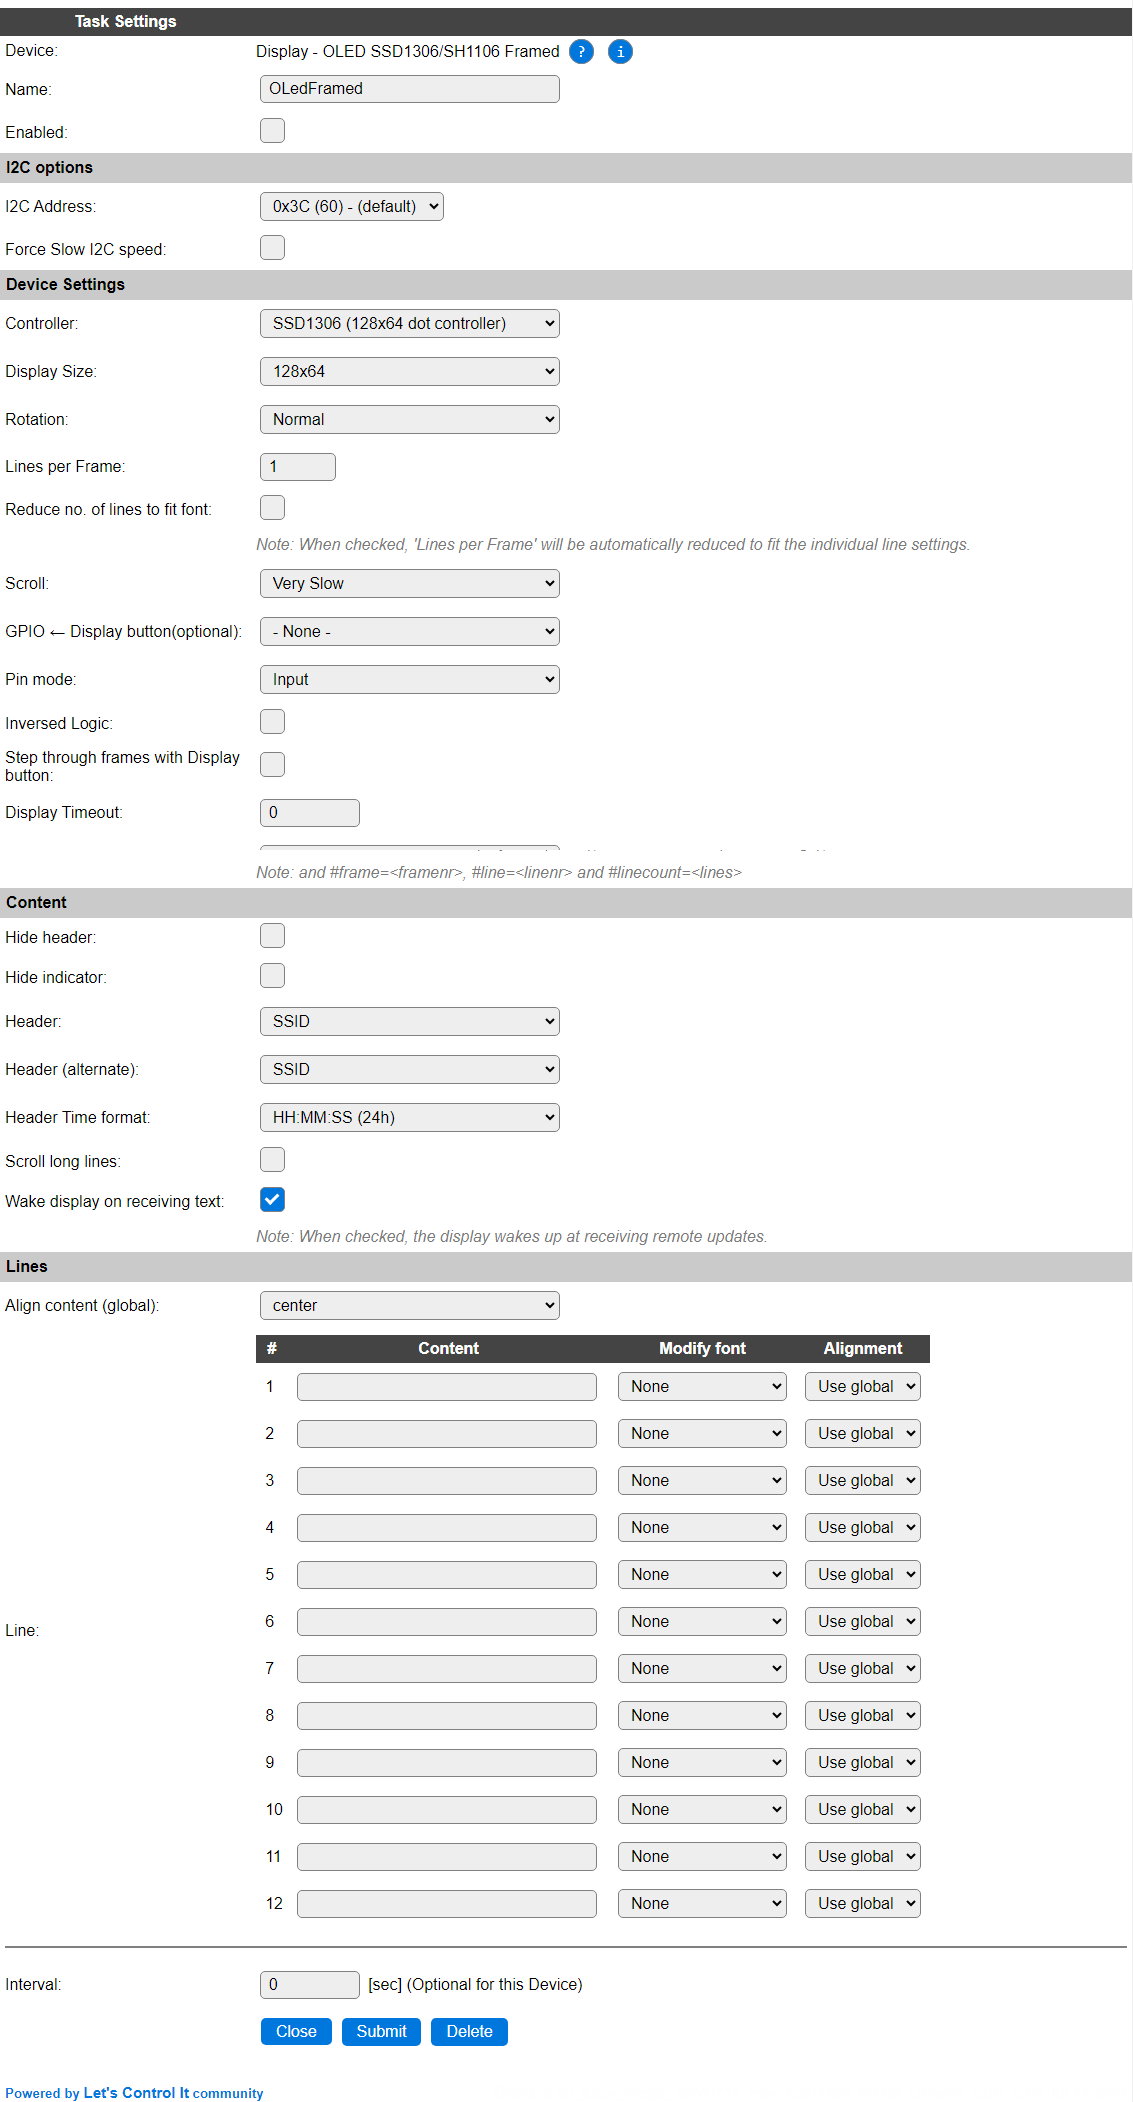 Task Settings
Device: Display - OLED SSD1306/SH1106 Framed ? i
Name: OLedFramed
Enabled:
I2C options
I2C Address: 0x3C (60) - (default)
Force Slow I2C speed:
Device Settings
Controller: SSD1306 (128x64 dot controller)
Display Size: 128x64
Rotation: Normal
Lines per Frame: 1
Reduce no. of lines to fit font:
Note: When checked, 'Lines per Frame' will be automatically reduced to fit the individual line settings.
Scroll: Very Slow
GPIO ← Display button(optional): - None -
Pin mode: Input
Inversed Logic:
Step through frames with Display
button:
Display Timeout: 0
Note: and #frame=<framenr>, #line=<linenr> and #linecount=<lines>
Content
Hide header:
Hide indicator:
Header: SSID
Header (alternate): SSID
Header Time format: HH:MM:SS (24h)
Scroll long lines:
Wake display on receiving text:
Note: When checked, the display wakes up at receiving remote updates.
Lines
Align content (global): center
# Content Modify font Alignment
1 None Use global
2 None Use global
3 None Use global
4 None Use global
5 None Use global
6 None Use global
Line:
7 None Use global
8 None Use global
9 None Use global
10 None Use global
11 None Use global
12 None Use global
Interval: 0 [sec] (Optional for this Device)
Close Submit Delete
Powered by Let's Control It community